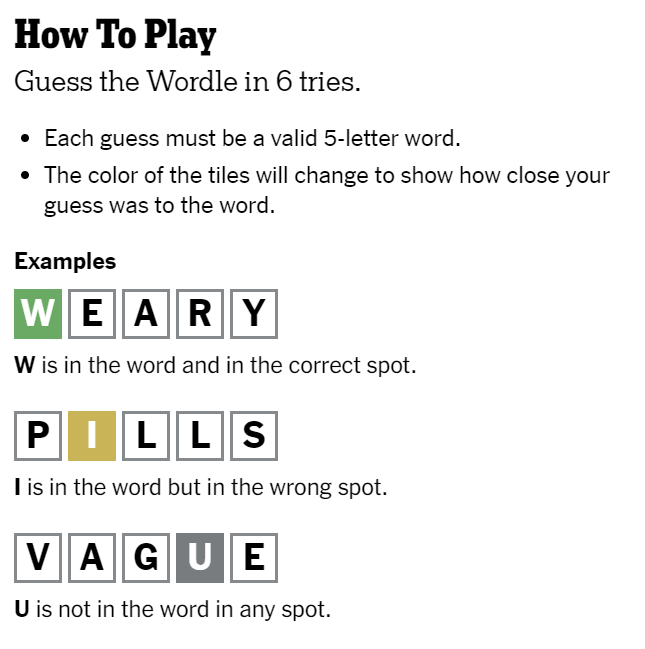 How To Play
Guess the Wordle in 6 tries.
• Each guess must be a valid 5-letter word.
• The color of the tiles will change to show how close your
guess was to the word.
Examples
W E A R Y
W is in the word and in the correct spot.
P I L L S
I is in the word but in the wrong spot.
V A G U E
U is not in the word in any spot.